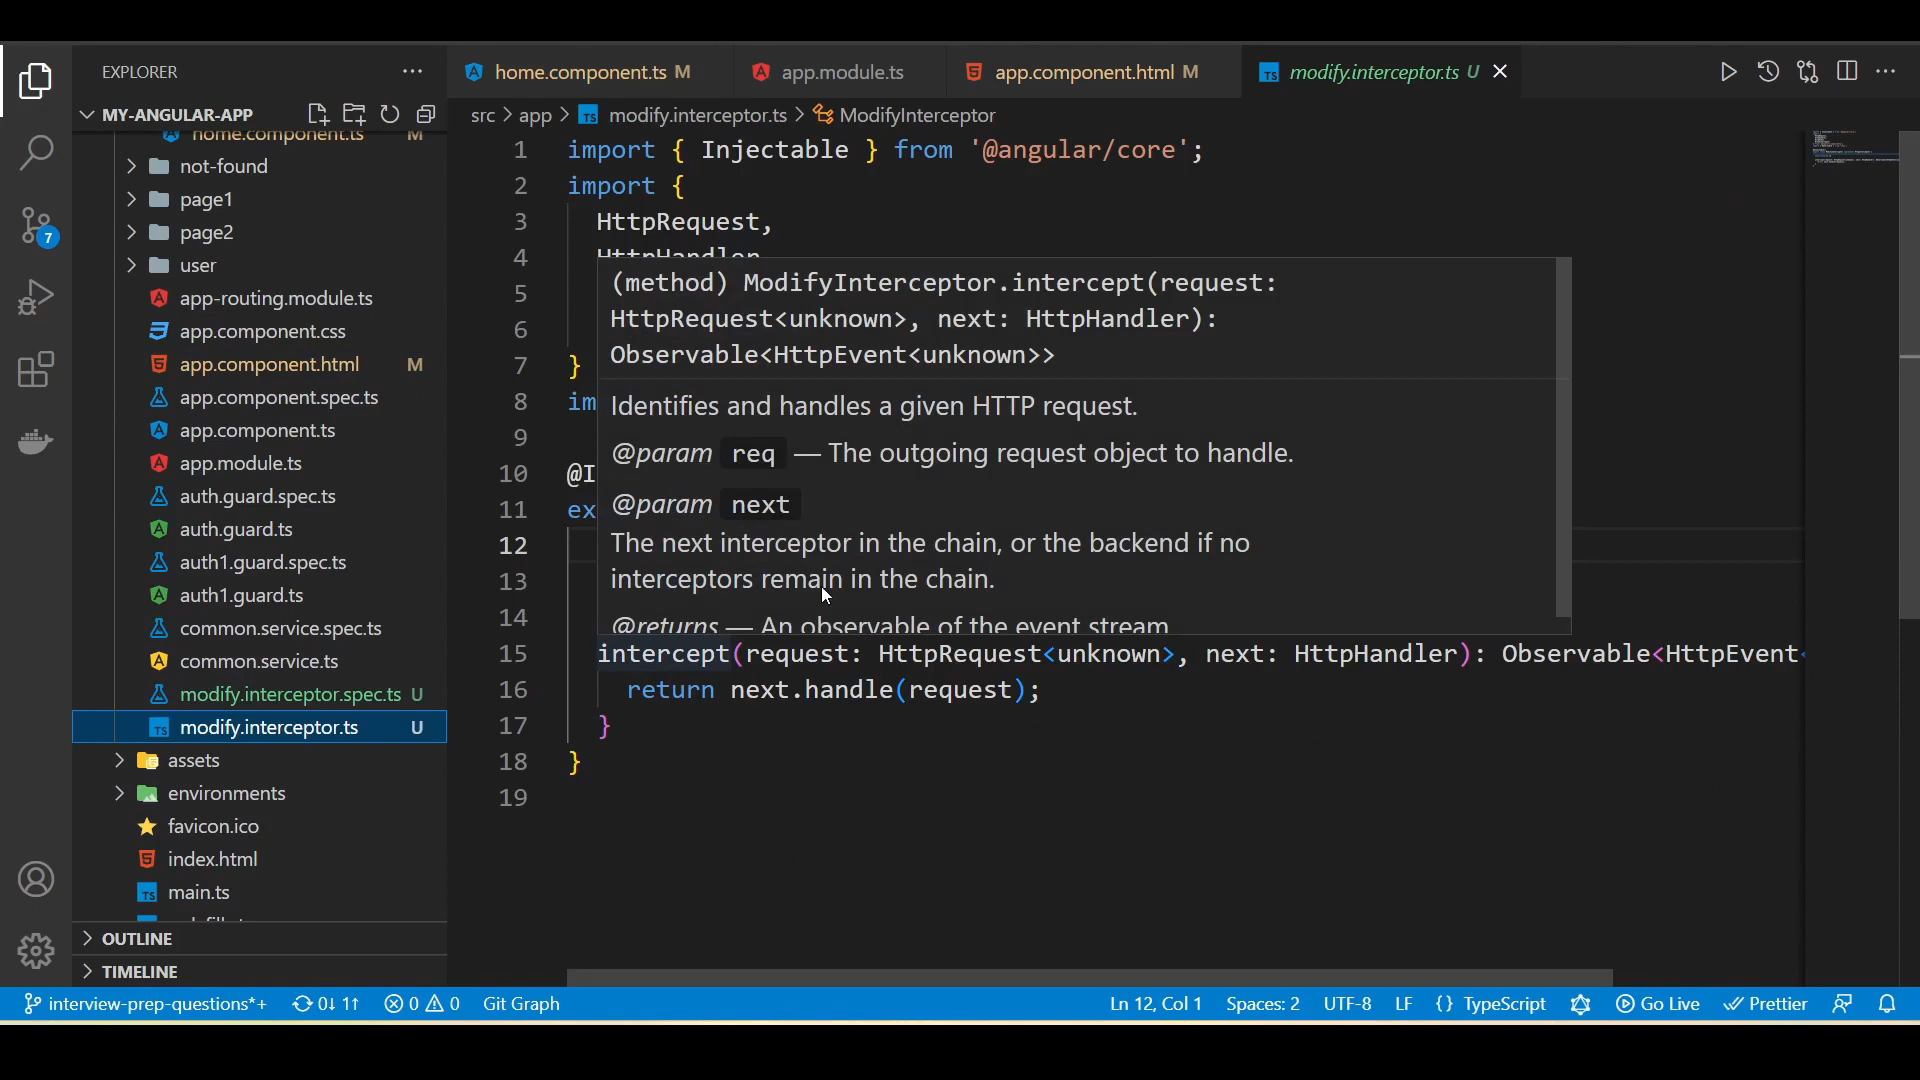 EXPLORER
MY-ANGULAR-APP
home.component.ts M
not-found
page1
page2
user
app-routing.module.ts
app.component.css
app.component.html M
app.component.spec.ts
app.component.ts
app.module.ts
auth.guard.spec.ts
auth.guard.ts
auth1.guard.spec.ts
auth1.guard.ts
common.service.spec.ts
common.service.ts
modify.interceptor.spec.ts U
modify.interceptor.ts U
assets
environments
favicon.ico
index.html
main.ts
OUTLINE
TIMELINE
7
home.component.ts M
app.module.ts
app.component.html M
modify.interceptor.ts U
src > app > modify.interceptor.ts > ModifyInterceptor
1 import { Injectable } from '@angular/core';
2 import {
3 HttpRequest,
4 HttpHandler
5
6
7 }
8 im
9
10 @I
11 ex
12
13
14
(method) ModifyInterceptor.intercept(request:
HttpRequest<unknown>, next: HttpHandler):
Observable<HttpEvent<unknown>>
Identifies and handles a given HTTP request.
@param req — The outgoing request object to handle.
@param next
The next interceptor in the chain, or the backend if no
interceptors remain in the chain.
@returns — An observable of the event stream
15 intercept(request: HttpRequest<unknown>, next: HttpHandler): Observable<HttpEvent<
16 return next.handle(request);
17 }
18 }
19
interview-prep-questions*+ 0↓ 1↑ 0 0 Git Graph
Ln 12, Col 1 Spaces: 2 UTF-8 LF {} TypeScript Go Live Prettier